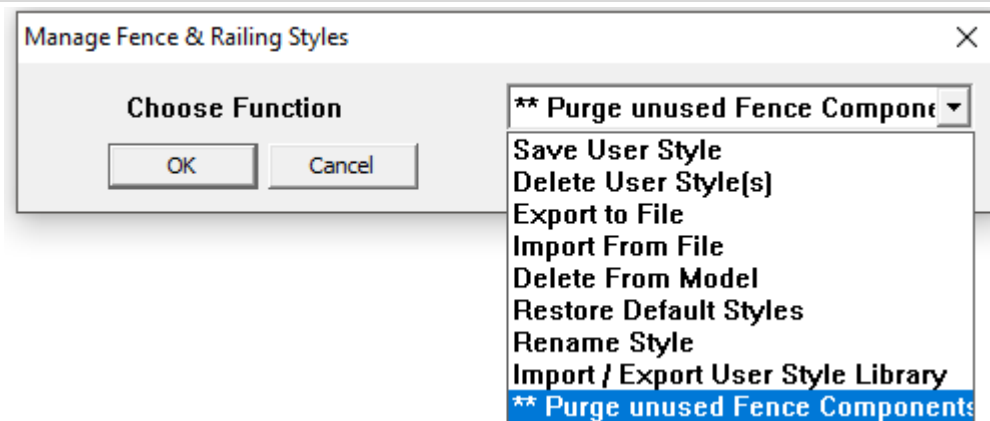 Manage Fence & Railing Styles
Choose Function
** Purge unused Fence Compone
OK
Cancel
Save User Style
Delete User Style(s)
Export to File
Import From File
Delete From Model
Restore Default Styles
Rename Style
Import / Export User Style Library
** Purge unused Fence Components